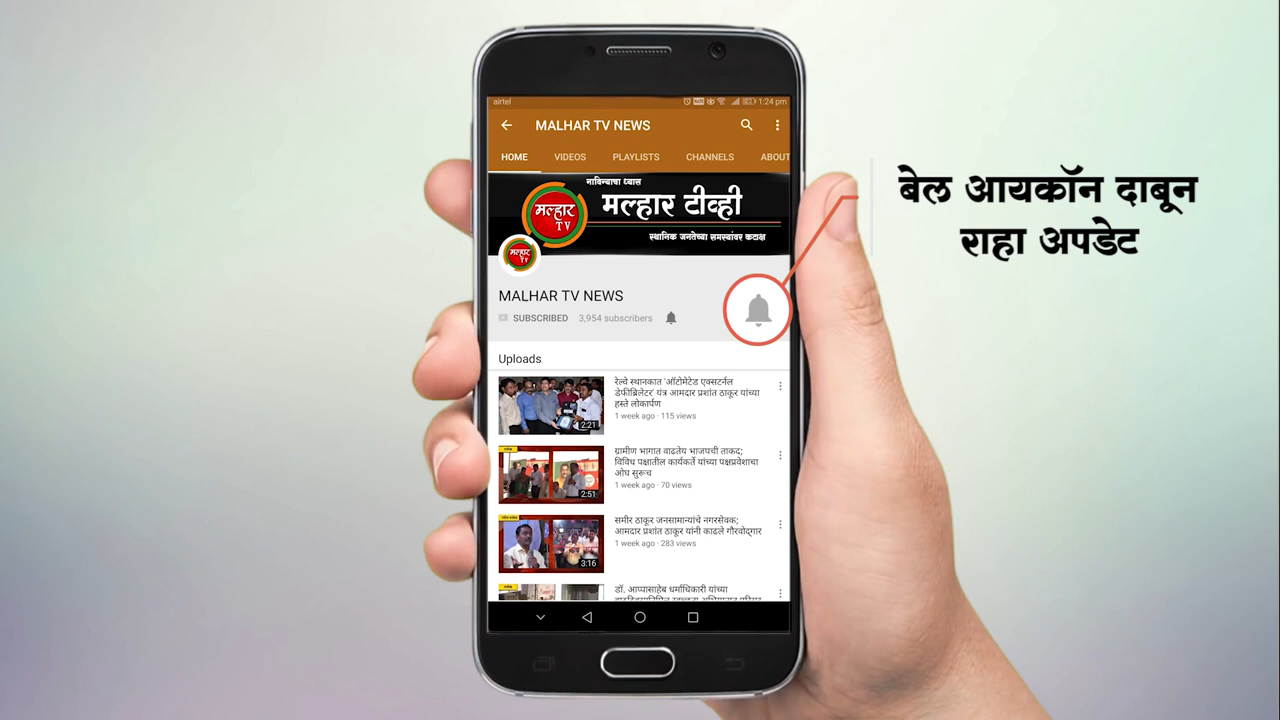 airtel
1:24 pm
MALHAR TV NEWS
HOME VIDEOS PLAYLISTS CHANNELS ABOUT
नाविन्याचा ध्यास
मल्हार टीव्ही
स्थानिक जनतेच्या समस्यांवर कटाक्ष
मल्हार
TV
मल्हार
TV
बेल आयकॉन दाबून
राहा अपडेट
MALHAR TV NEWS
SUBSCRIBED 3,954 subscribers
Uploads
रेल्वे स्थानकात 'ऑटोमेटेड एक्सटर्नल
डेफीब्रिलेटर' यंत्र आमदार प्रशांत ठाकूर यांच्या
हस्ते लोकार्पण
1 week ago · 115 views
2:21
ग्रामीण भागात वाढतेय भाजपची ताकद;
विविध पक्षातील कार्यकर्ते यांच्या पक्षप्रवेशाचा
ओघ सुरूच
1 week ago · 70 views
2:51
समीर ठाकूर जनसामान्यांचे नगरसेवक;
आमदार प्रशांत ठाकूर यांनी काढले गौरवोद्गार
1 week ago · 283 views
3:16
डॉ. आप्पासाहेब धर्माधिकारी यांच्या